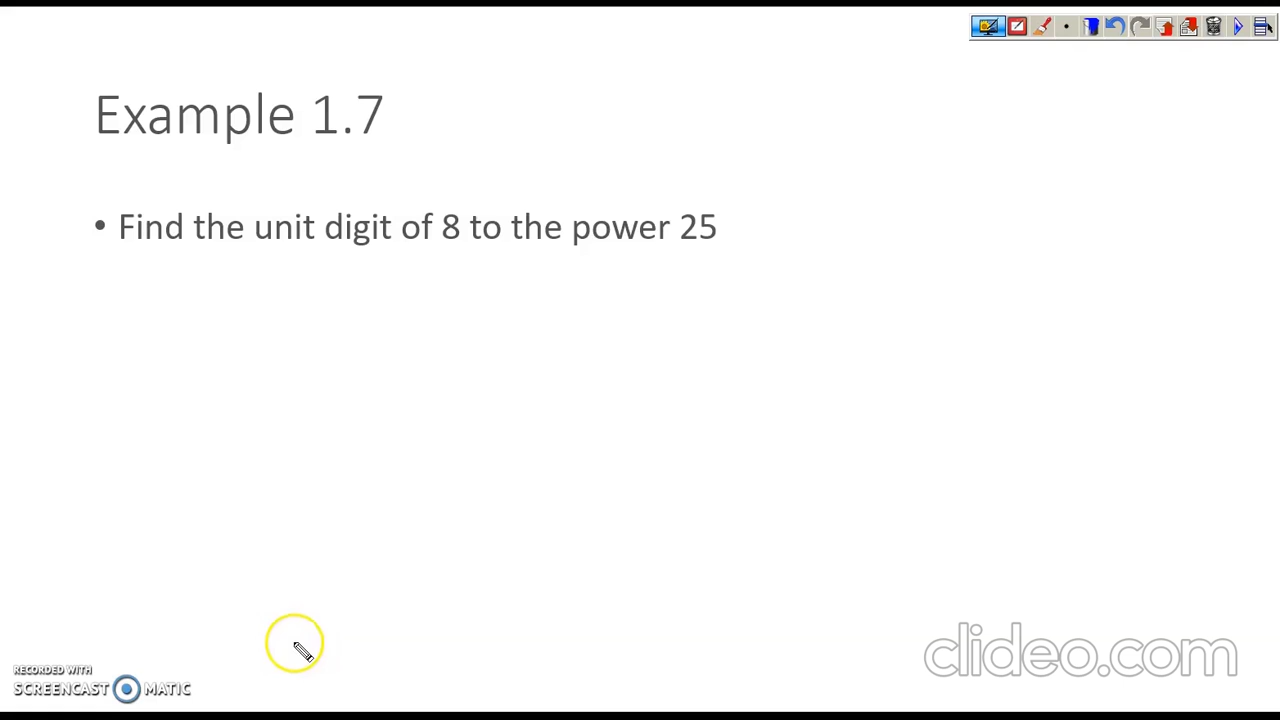 Example 1.7
• Find the unit digit of 8 to the power 25
RECORDED WITH
SCREENCAST MATIC
clideo.com